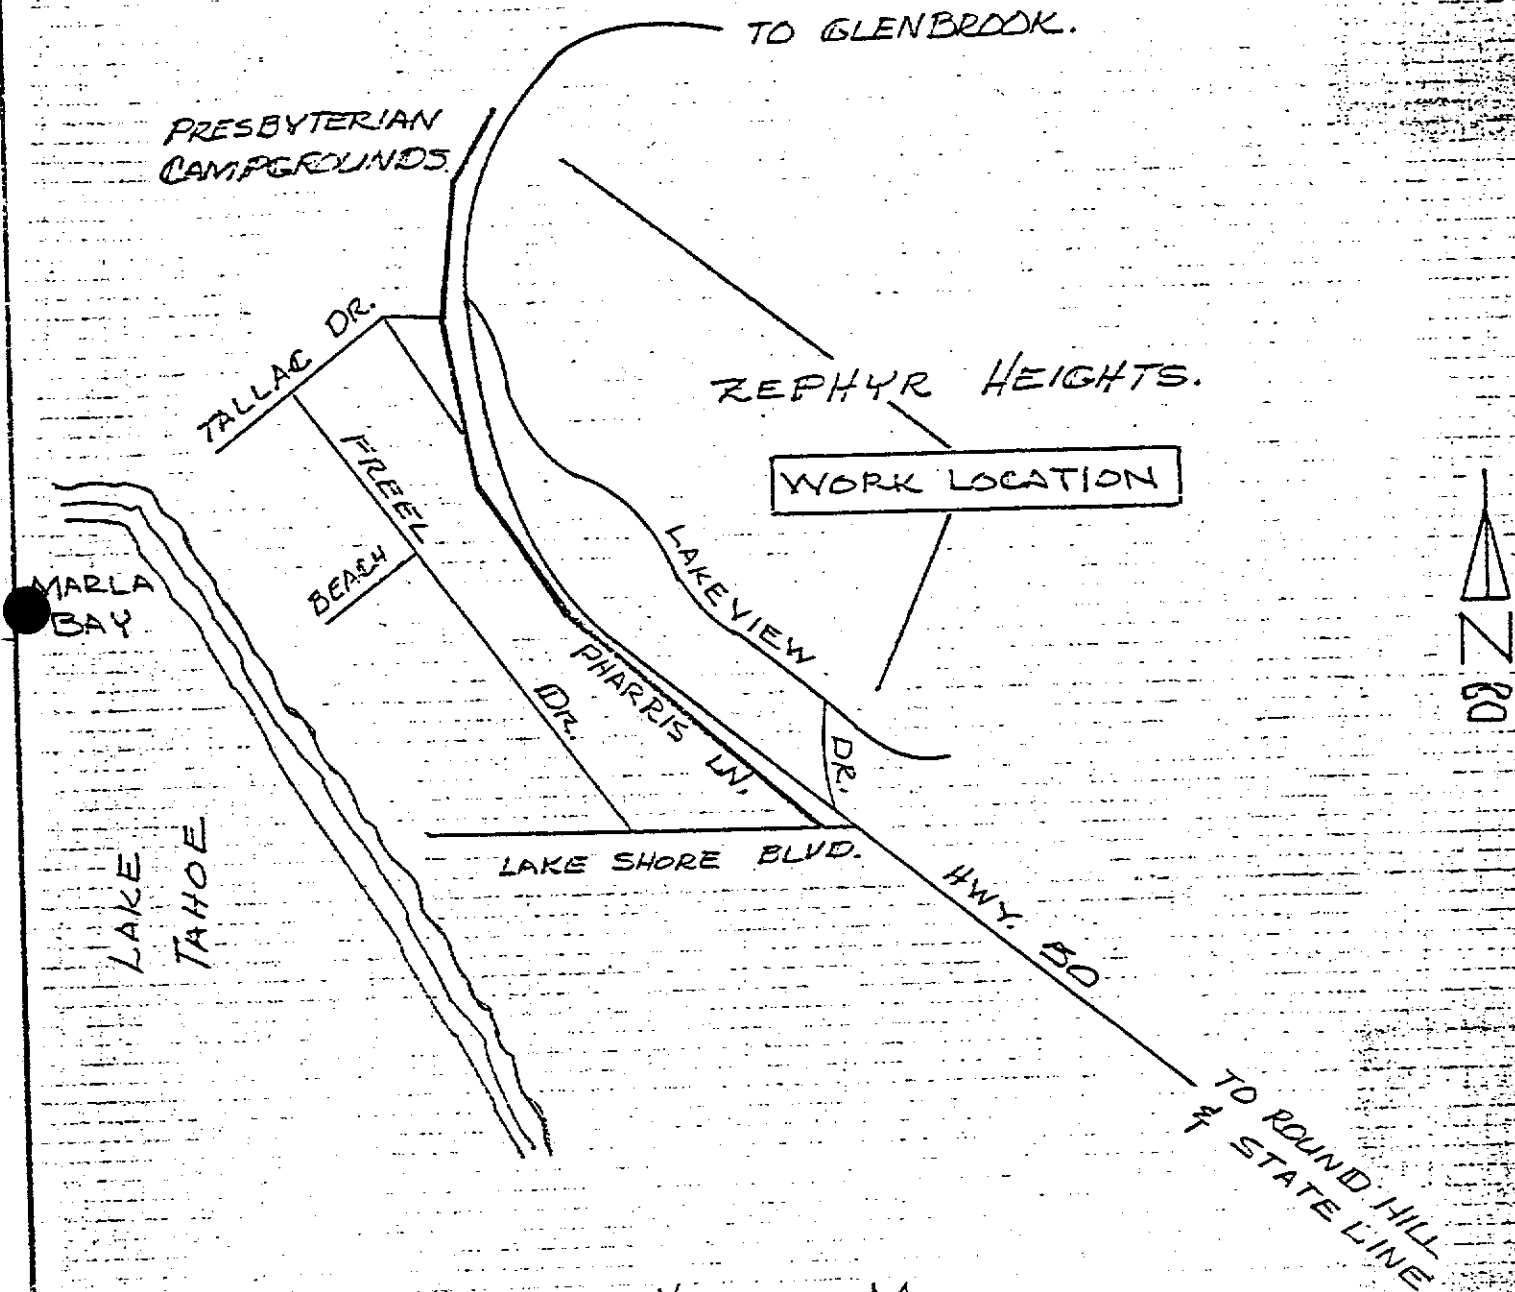 TO GLENBROOK.
PRESBYTERIAN
CAMPGROUNDS.
TALLAC DR.
ZEPHYR HEIGHTS.
WORK LOCATION
FREEL
DR.
BEACH
LAKEVIEW
DR.
MARLA
BAY
PHARRIS LN.
LAKE SHORE BLVD.
LAKE
TAHOE
HWY. 50
N
TO ROUND HILL
& STATE LINE